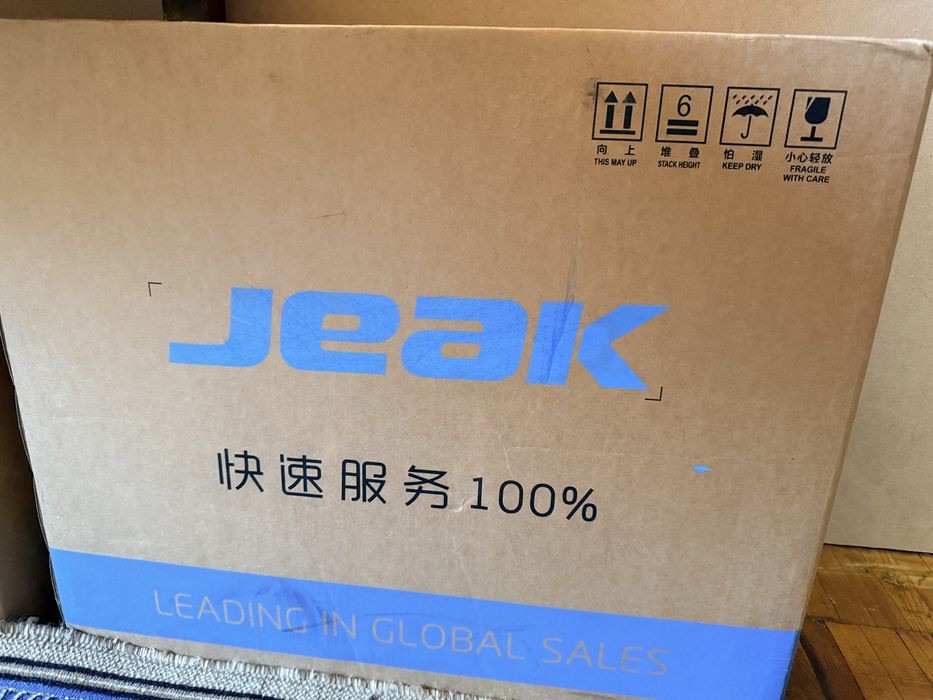 6
向上 堆叠 怕湿 小心轻放
THIS MAY UP STACK HEIGHT KEEP DRY FRAGILE
WITH CARE
Jeak
快速服务100%
LEADING IN GLOBAL SALES